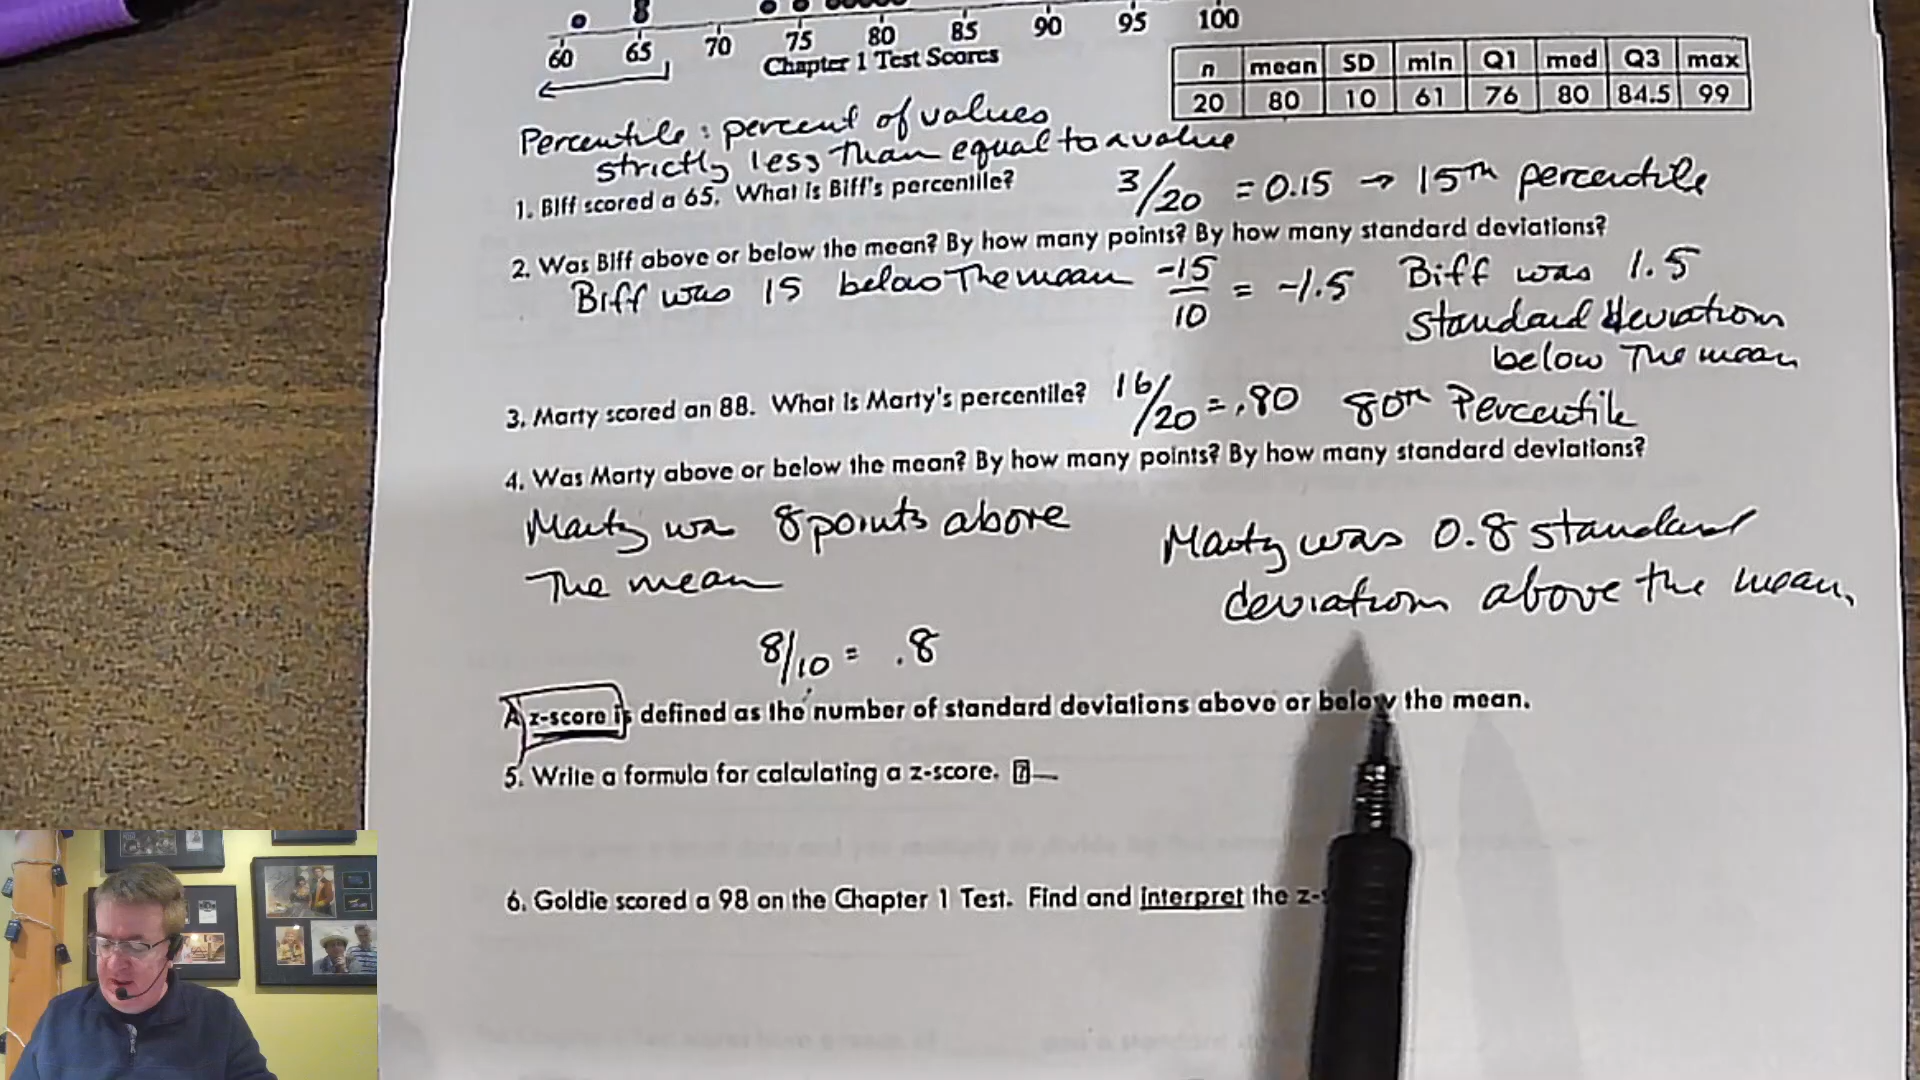 60 65 70 75 80 85 90 95 100
Chapter 1 Test Scores
n mean SD min Q1 med Q3 max
20 80 10 61 76 80 84.5 99
Percentile: percent of values
strictly less than equal to a value
1. Biff scored a 65. What is Biff's percentile? 3/20 = 0.15 → 15th percentile
2. Was Biff above or below the mean? By how many points? By how many standard deviations?
Biff was 15 below The mean -15/10 = -1.5 Biff was 1.5
standard deviations
below The mean
3. Marty scored an 88. What is Marty's percentile? 16/20 = .80 80th Percentile
4. Was Marty above or below the mean? By how many points? By how many standard deviations?
Marty was 8 points above
The mean
Marty was 0.8 standard
deviations above the mean.
8/10 = .8
A z-score is defined as the number of standard deviations above or below the mean.
5. Write a formula for calculating a z-score.
6. Goldie scored a 98 on the Chapter 1 Test. Find and interpret the z-s